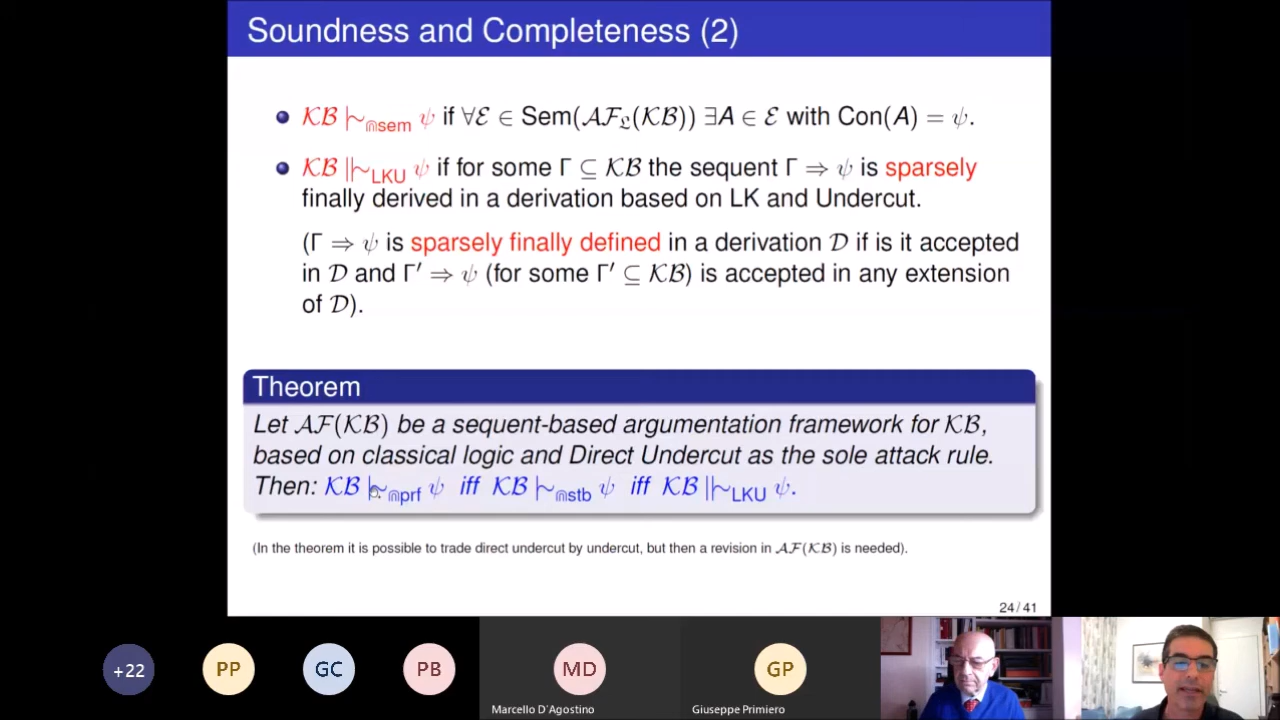 Soundness and Completeness (2)
𝒦ℬ |∼⋒sem ψ if ∀ℰ ∈ Sem(𝒜ℱ𝔏(𝒦ℬ)) ∃A ∈ ℰ with Con(A) = ψ.
𝒦ℬ ||∼LKU ψ if for some Γ ⊆ 𝒦ℬ the sequent Γ ⇒ ψ is sparsely
finally derived in a derivation based on LK and Undercut.
(Γ ⇒ ψ is sparsely finally defined in a derivation 𝒟 if is it accepted
in 𝒟 and Γ′ ⇒ ψ (for some Γ′ ⊆ 𝒦ℬ) is accepted in any extension
of 𝒟).
Theorem
Let 𝒜ℱ(𝒦ℬ) be a sequent-based argumentation framework for 𝒦ℬ,
based on classical logic and Direct Undercut as the sole attack rule.
Then: 𝒦ℬ |∼⋒prf ψ iff 𝒦ℬ |∼⋒stb ψ iff 𝒦ℬ ||∼LKU ψ.
(In the theorem it is possible to trade direct undercut by undercut, but then a revision in 𝒜ℱ(𝒦ℬ) is needed).
24 / 41
+22
PP
GC
PB
MD
GP
Marcello D'Agostino
Giuseppe Primiero